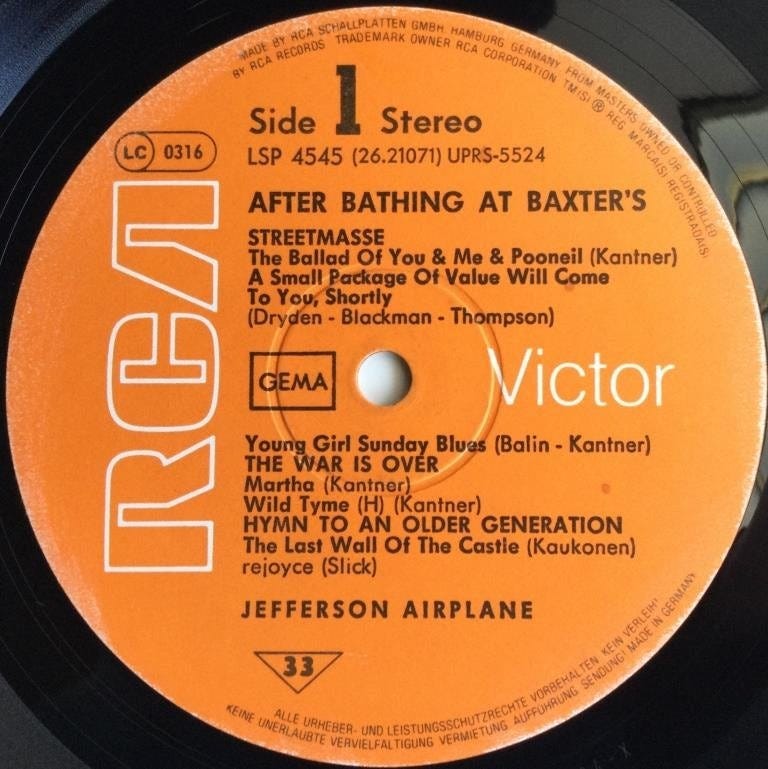 MADE BY RCA SCHALLPLATTEN GMBH, HAMBURG, GERMANY FROM MASTERS OWNED OR CONTROLLED
BY RCA RECORDS TRADEMARK OWNER RCA CORPORATION TM(S) ® REG. MARCA(S) REGISTRADA(S)
Side 1 Stereo
LC 0316
LSP 4545 (26.21071) UPRS-5524
AFTER BATHING AT BAXTER'S
STREETMASSE
The Ballad Of You & Me & Pooneil (Kantner)
A Small Package Of Value Will Come
To You, Shortly
(Dryden - Blackman - Thompson)
RCA
GEMA
Victor
Young Girl Sunday Blues (Balin - Kantner)
THE WAR IS OVER
Martha (Kantner)
Wild Tyme (H) (Kantner)
HYMN TO AN OLDER GENERATION
The Last Wall Of The Castle (Kaukonen)
rejoyce (Slick)
JEFFERSON AIRPLANE
33
ALLE URHEBER- UND LEISTUNGSSCHUTZRECHTE VORBEHALTEN KEIN VERLEIH!
KEINE UNERLAUBTE VERVIELFÄLTIGUNG VERMIETUNG AUFFÜHRUNG SENDUNG! MADE IN GERMANY